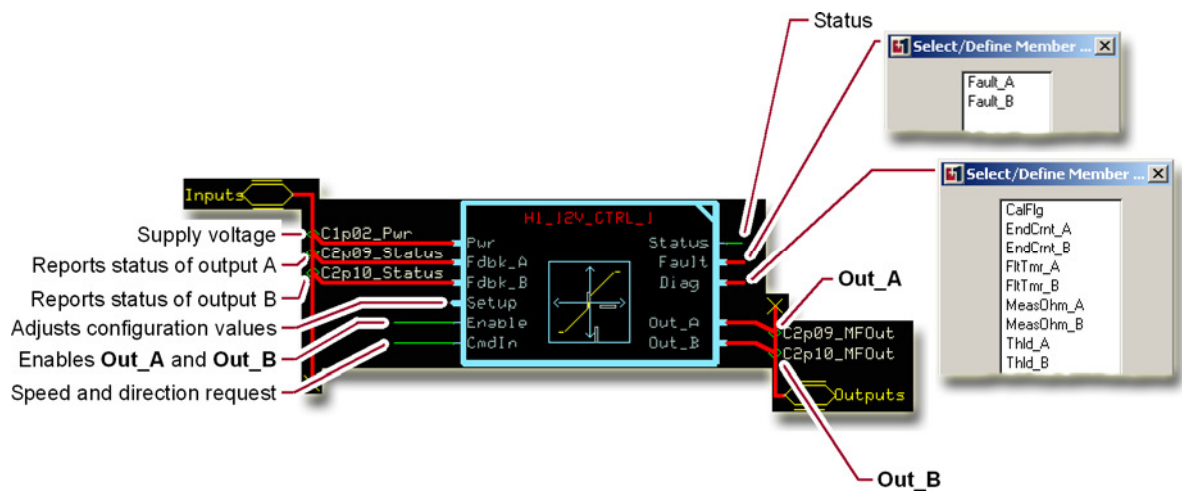 Status
Select/Define Member ...
Fault_A
Fault_B
Select/Define Member ...
CalFlg
EndCrnt_A
EndCrnt_B
FltTmr_A
FltTmr_B
MeasOhm_A
MeasOhm_B
Thld_A
Thld_B
Inputs
Supply voltage
Reports status of output A
Reports status of output B
Adjusts configuration values
Enables Out_A and Out_B
Speed and direction request
C1p02_Pwr
C2p09_Status
C2p10_Status
H1_12V_CTRL_1
Pwr
Fdbk_A
Fdbk_B
Setup
Enable
CmdIn
Status
Fault
Diag
Out_A
Out_B
Out_A
C2p09_MFOut
C2p10_MFOut
Outputs
Out_B